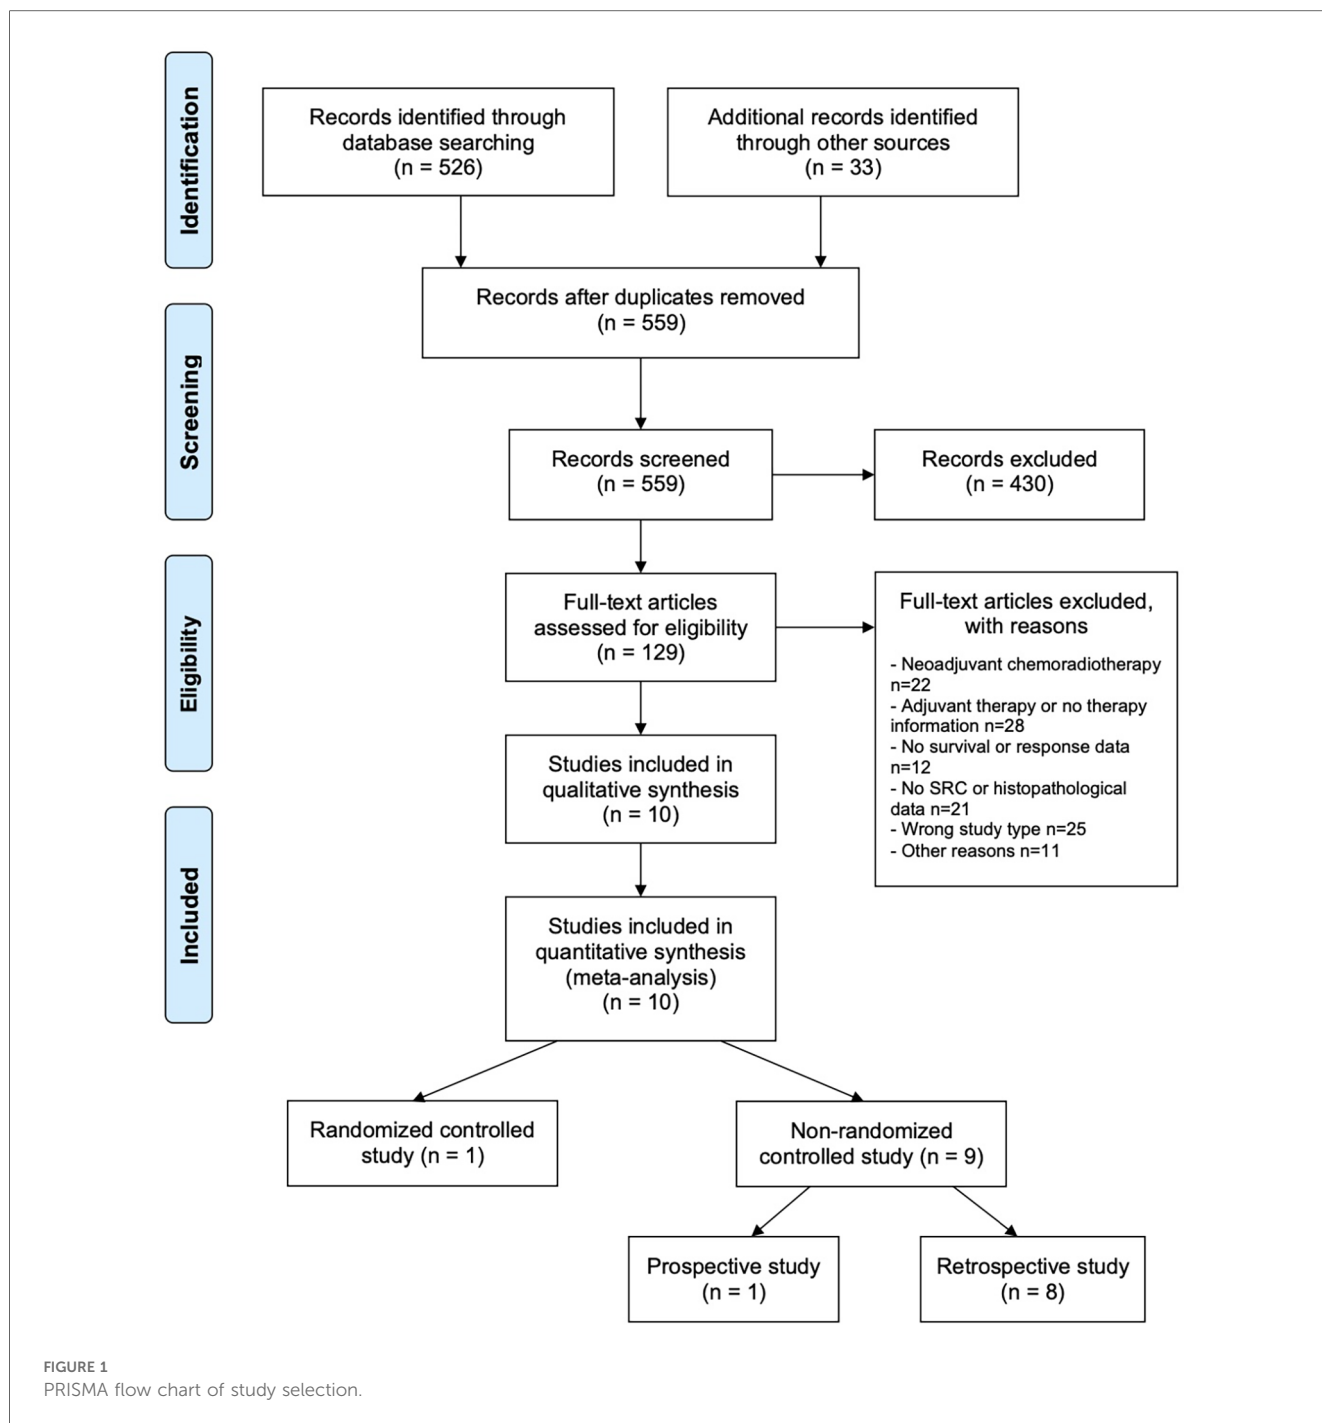 Identification
Records identified through
database searching
(n = 526)
Additional records identified
through other sources
(n = 33)
Records after duplicates removed
(n = 559)
Screening
Records screened
(n = 559)
Records excluded
(n = 430)
Eligibility
Full-text articles
assessed for eligibility
(n = 129)
Full-text articles excluded,
with reasons
- Neoadjuvant chemoradiotherapy
n=22
- Adjuvant therapy or no therapy
information n=28
- No survival or response data
n=12
- No SRC or histopathological
data n=21
- Wrong study type n=25
- Other reasons n=11
Studies included in
qualitative synthesis
(n = 10)
Included
Studies included in
quantitative synthesis
(meta-analysis)
(n = 10)
Randomized controlled
study (n = 1)
Non-randomized
controlled study (n = 9)
Prospective study
(n = 1)
Retrospective study
(n = 8)
FIGURE 1
PRISMA flow chart of study selection.